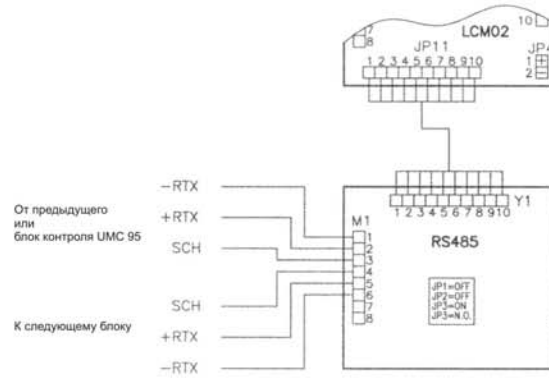 10
LCM02
7
8
JP11
JP4
1 2 3 4 5 6 7 8 9 10
1 +
2 −
−RTX
От предыдущего
или
блок контроля UMC 95
+RTX
SCH
M1
1
2
3
4
5
6
7
8
Y1
1 2 3 4 5 6 7 8 9 10
RS485
JP1=OFF
JP2=OFF
JP3=ON
JP3=N.O.
SCH
К следующему блоку
+RTX
−RTX